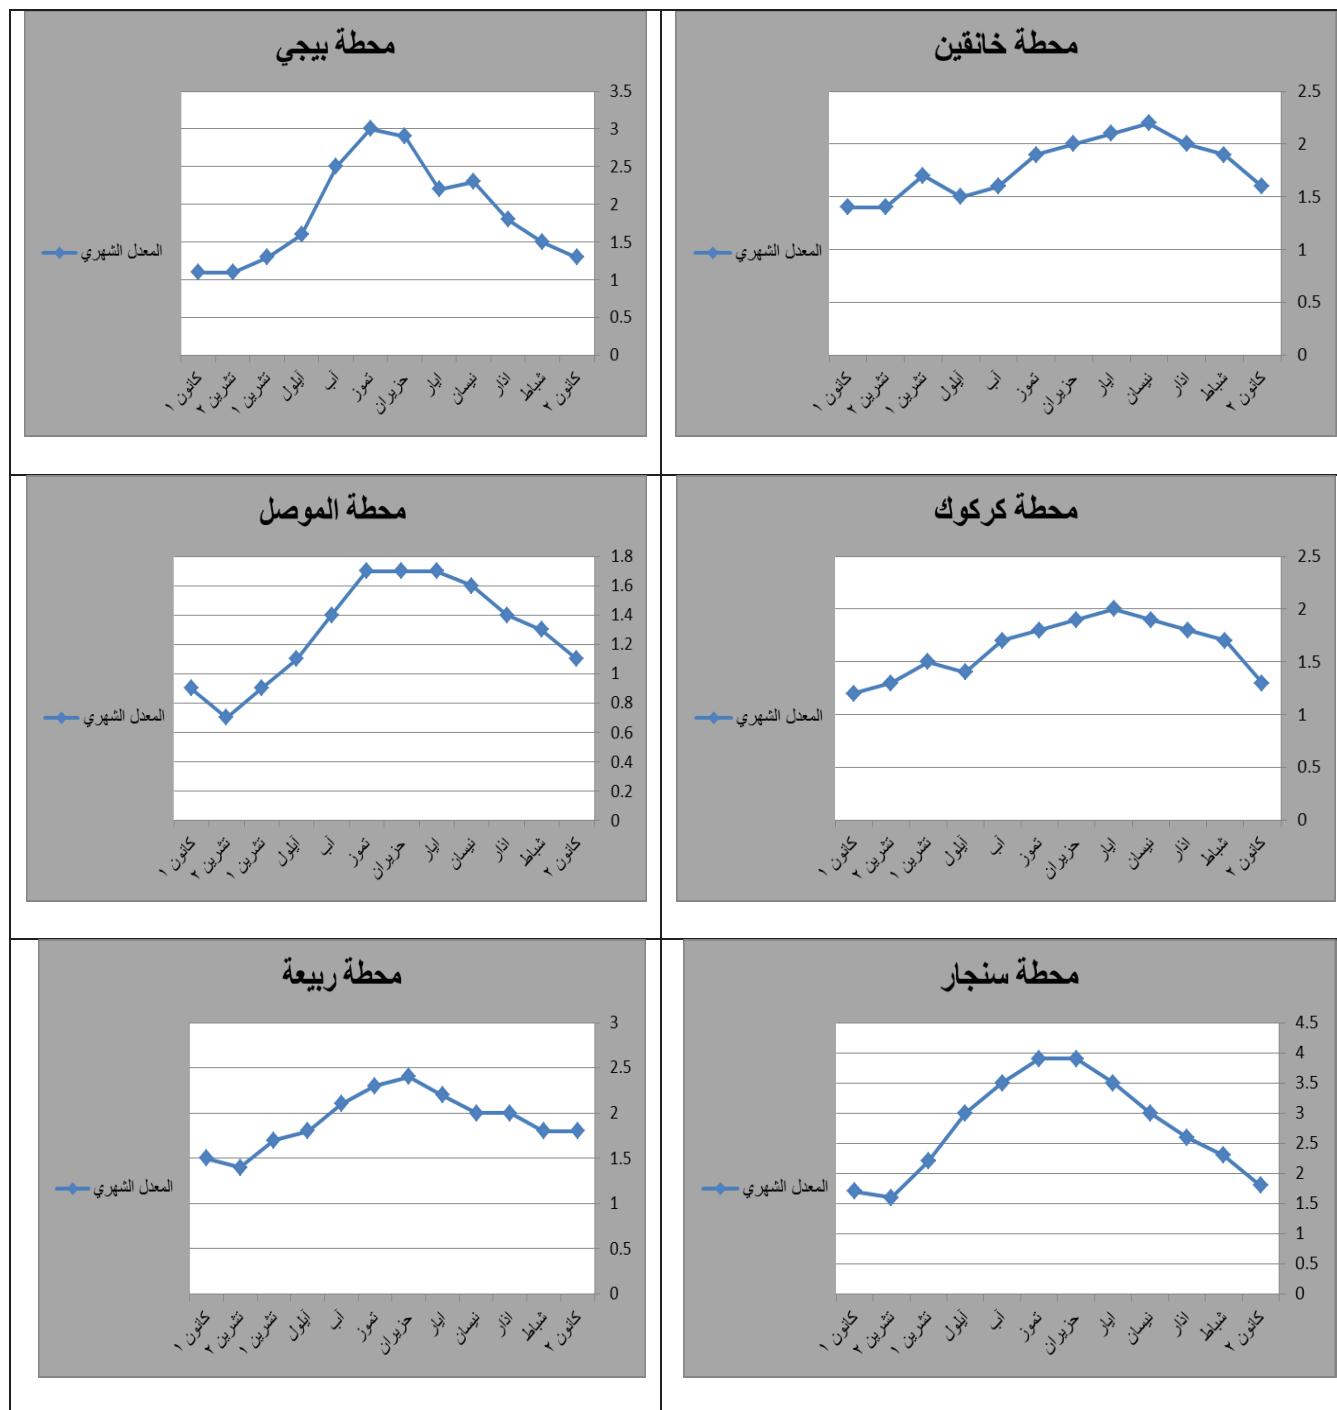 محطة خانقين
2.5
2
1.5
1
0.5
0
كانون ٢
شباط
اذار
نيسان
ايار
حزيران
تموز
آب
أيلول
تشرين ١
تشرين ٢
كانون ١
المعدل الشهري
محطة بيجي
3.5
3
2.5
2
1.5
1
0.5
0
كانون ٢
شباط
اذار
نيسان
ايار
حزيران
تموز
آب
أيلول
تشرين ١
تشرين ٢
كانون ١
المعدل الشهري
محطة كركوك
2.5
2
1.5
1
0.5
0
كانون ٢
شباط
اذار
نيسان
ايار
حزيران
تموز
آب
أيلول
تشرين ١
تشرين ٢
كانون ١
المعدل الشهري
محطة الموصل
1.8
1.6
1.4
1.2
1
0.8
0.6
0.4
0.2
0
كانون ٢
شباط
اذار
نيسان
ايار
حزيران
تموز
آب
أيلول
تشرين ١
تشرين ٢
كانون ١
المعدل الشهري
محطة سنجار
4.5
4
3.5
3
2.5
2
1.5
1
0.5
0
كانون ٢
شباط
اذار
نيسان
ايار
حزيران
تموز
آب
أيلول
تشرين ١
تشرين ٢
كانون ١
المعدل الشهري
محطة ربيعة
3
2.5
2
1.5
1
0.5
0
كانون ٢
شباط
اذار
نيسان
ايار
حزيران
تموز
آب
أيلول
تشرين ١
تشرين ٢
كانون ١
المعدل الشهري